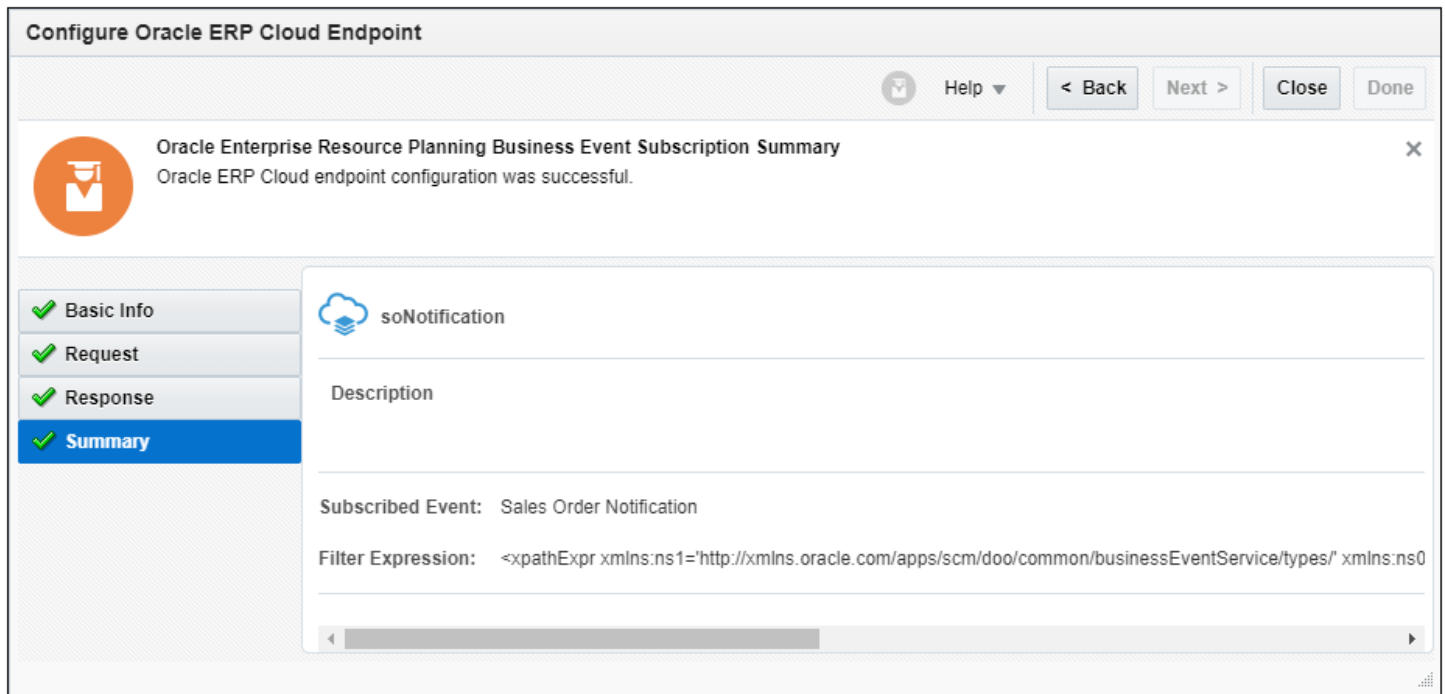 Configure Oracle ERP Cloud Endpoint
Help
< Back
Next >
Close
Done
Oracle Enterprise Resource Planning Business Event Subscription Summary
Oracle ERP Cloud endpoint configuration was successful.
Basic Info
Request
Response
Summary
soNotification
Description
Subscribed Event: Sales Order Notification
Filter Expression: <xpathExpr xmlns:ns1='http://xmlns.oracle.com/apps/scm/doo/common/businessEventService/types/' xmlns:ns0